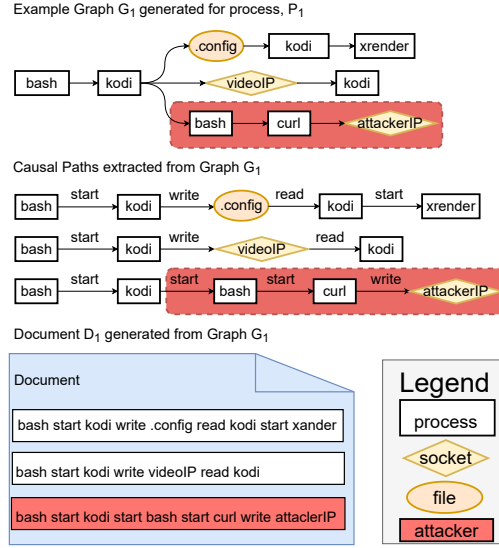 Example Graph G1 generated for process, P1
.config kodi xrender
bash kodi videoIP kodi
bash curl attackerIP
Causal Paths extracted from Graph G1
start write read start
bash kodi .config kodi xrender
start write read
bash kodi videoIP kodi
start start start write
bash kodi bash curl attackerIP
Document D1 generated from Graph G1
Document
bash start kodi write .config read kodi start xander
bash start kodi write videoIP read kodi
bash start kodi start bash start curl write attaclerIP
Legend
process
socket
file
attacker